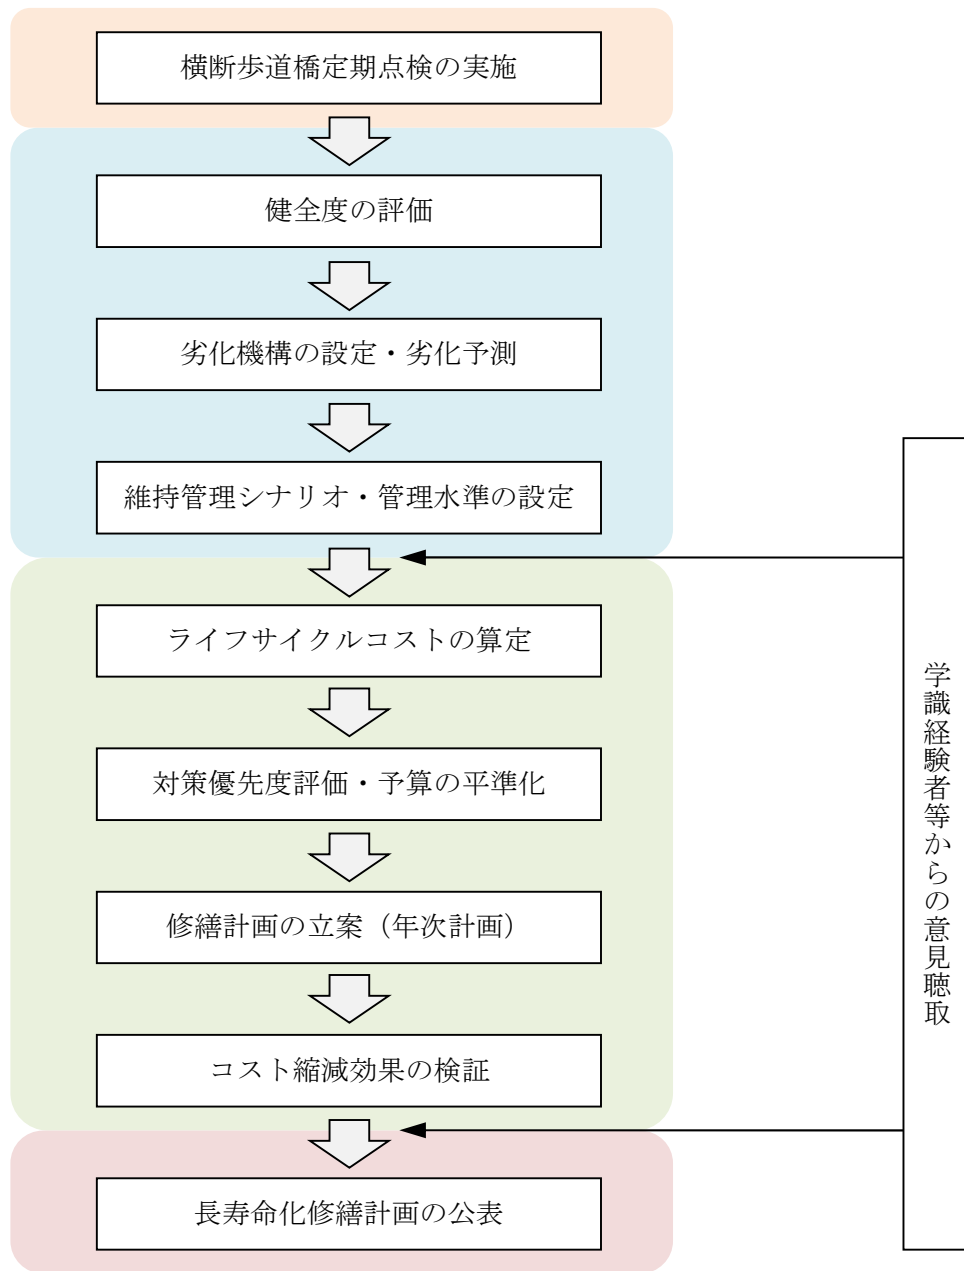 横断歩道橋定期点検の実施
健全度の評価
劣化機構の設定・劣化予測
維持管理シナリオ・管理水準の設定
ライフサイクルコストの算定
対策優先度評価・予算の平準化
修繕計画の立案（年次計画）
コスト縮減効果の検証
長寿命化修繕計画の公表
学識経験者等からの意見聴取